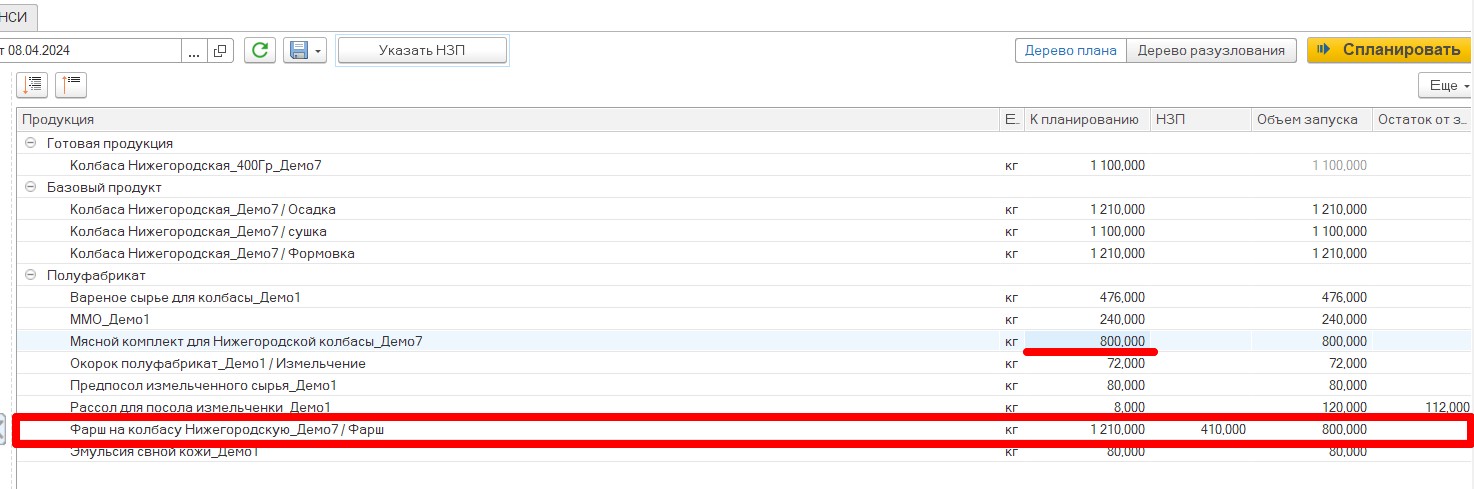 НСИ
т 08.04.2024 ... Указать НЗП Дерево плана Дерево разузлования Спланировать
Еще
Продукция Е.. К планированию НЗП Объем запуска Остаток от з...
Готовая продукция
Колбаса Нижегородская_400Гр_Демо7 кг 1 100,000 1 100,000
Базовый продукт
Колбаса Нижегородская_Демо7 / Осадка кг 1 210,000 1 210,000
Колбаса Нижегородская_Демо7 / сушка кг 1 100,000 1 100,000
Колбаса Нижегородская_Демо7 / Формовка кг 1 210,000 1 210,000
Полуфабрикат
Вареное сырье для колбасы_Демо1 кг 476,000 476,000
ММО_Демо1 кг 240,000 240,000
Мясной комплект для Нижегородской колбасы_Демо7 кг 800,000 800,000
Окорок полуфабрикат_Демо1 / Измельчение кг 72,000 72,000
Предпосол измельченного сырья_Демо1 кг 80,000 80,000
Рассол для посола измельченки_Демо1 кг 8,000 120,000 112,000
Фарш на колбасу Нижегородскую_Демо7 / Фарш кг 1 210,000 410,000 800,000
Эмульсия свной кожи_Демо1 кг 80,000 80,000